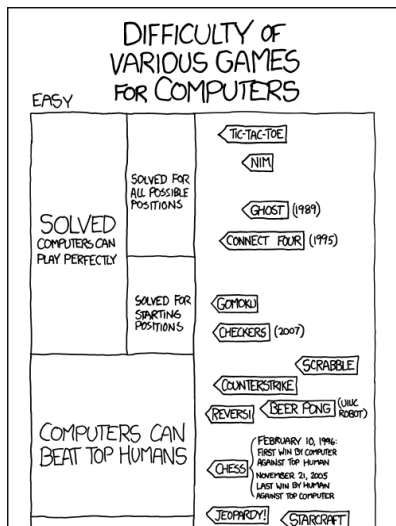 DIFFICULTY OF
VARIOUS GAMES
FOR COMPUTERS
EASY
SOLVED
COMPUTERS CAN
PLAY PERFECTLY
SOLVED FOR
ALL POSSIBLE
POSITIONS
TIC-TAC-TOE
NIM
GHOST (1989)
CONNECT FOUR (1995)
SOLVED FOR
STARTING
POSITIONS
GOMOKU
CHECKERS (2007)
COMPUTERS CAN
BEAT TOP HUMANS
SCRABBLE
COUNTERSTRIKE
REVERSI
BEER PONG (UIUC
ROBOT)
CHESS
FEBRUARY 10, 1996:
FIRST WIN BY COMPUTER
AGAINST TOP HUMAN
NOVEMBER 21, 2005
LAST WIN BY HUMAN
AGAINST TOP COMPUTER
JEOPARDY!
STARCRAFT